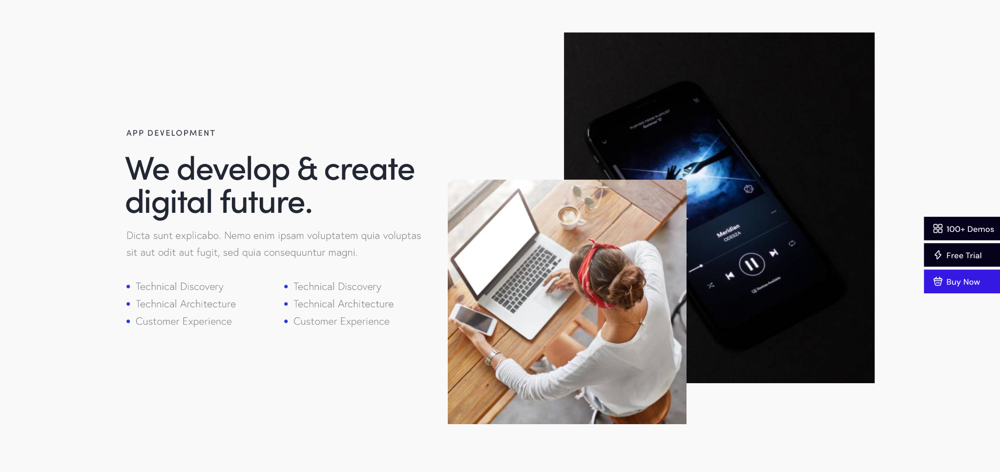 APP DEVELOPMENT
We develop & create
digital future.
Dicta sunt explicabo. Nemo enim ipsam voluptatem quia voluptas
sit aut odit aut fugit, sed quia consequuntur magni.
Technical Discovery
Technical Architecture
Customer Experience
Technical Discovery
Technical Architecture
Customer Experience
PLAYING FROM PLAYLIST
Summer '17
Meridian
ODESZA
Devices Available
100+ Demos
Free Trial
Buy Now